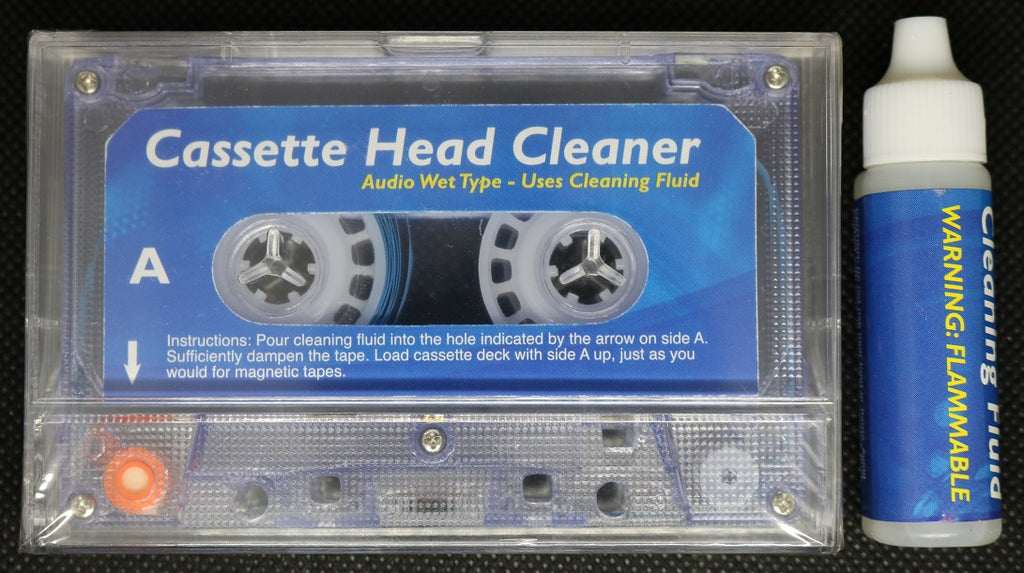 Cassette Head Cleaner
Audio Wet Type - Uses Cleaning Fluid
A
Instructions: Pour cleaning fluid into the hole indicated by the arrow on side A.
Sufficiently dampen the tape. Load cassette deck with side A up, just as you
would for magnetic tapes.
Cleaning Fluid
WARNING: FLAMMABLE